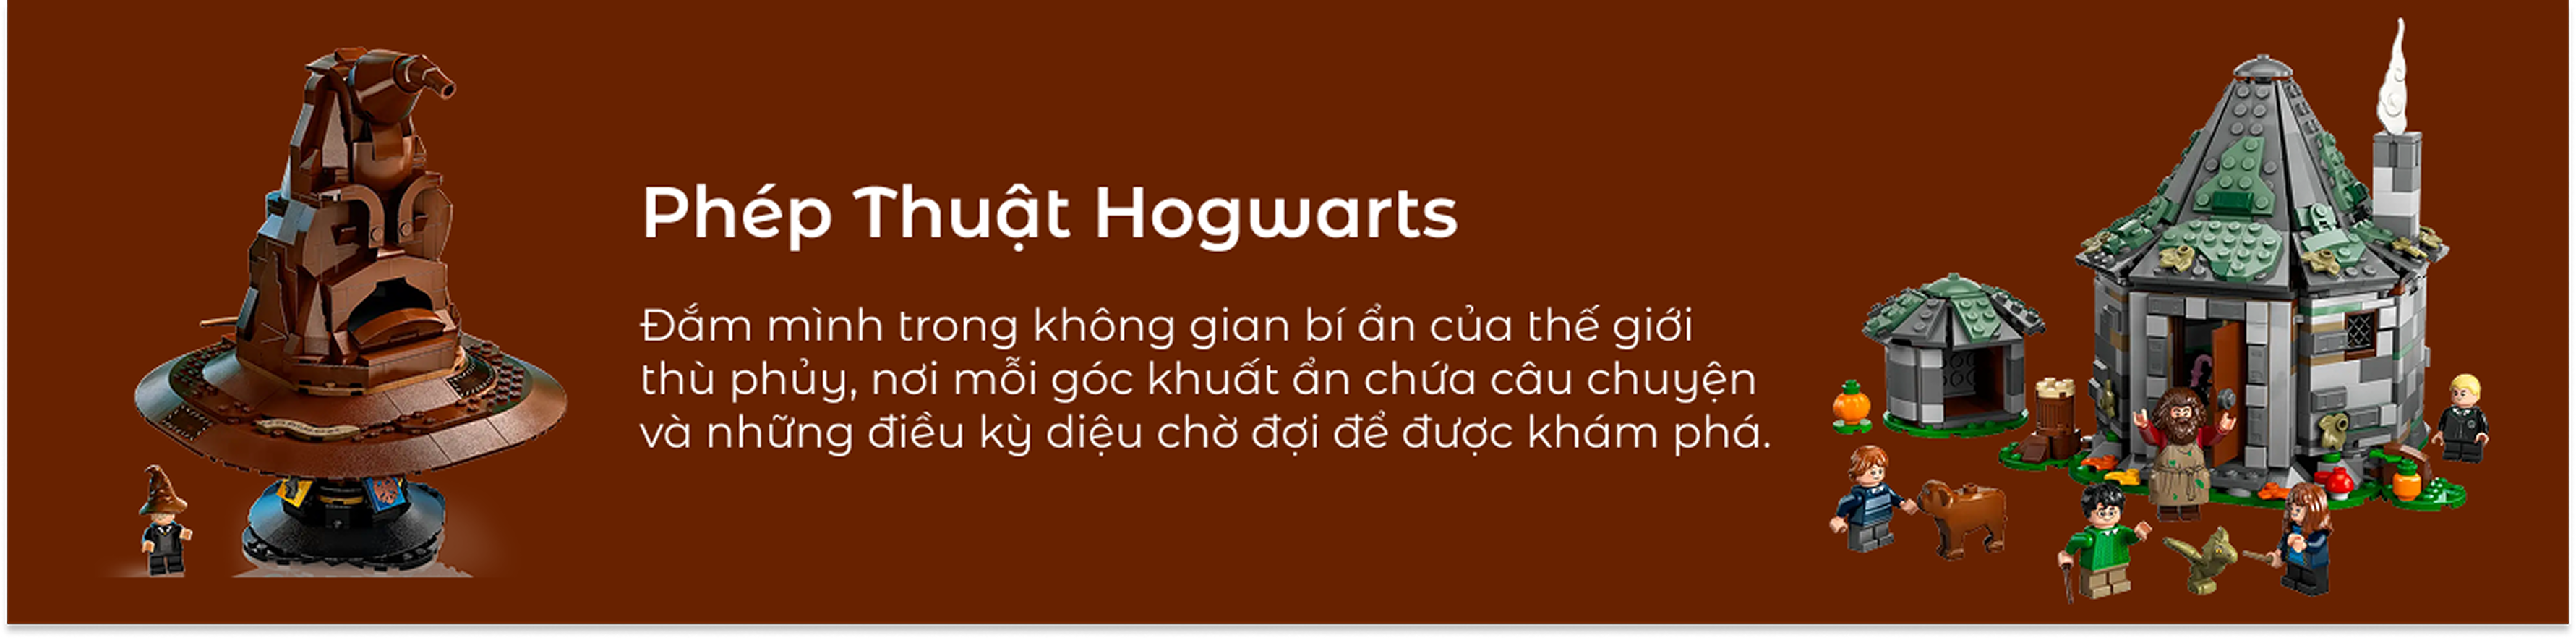 Phép Thuật Hogwarts
Đắm mình trong không gian bí ẩn của thế giới
thù phủy, nơi mỗi góc khuất ẩn chứa câu chuyện
và những điều kỳ diệu chờ đợi để được khám phá.